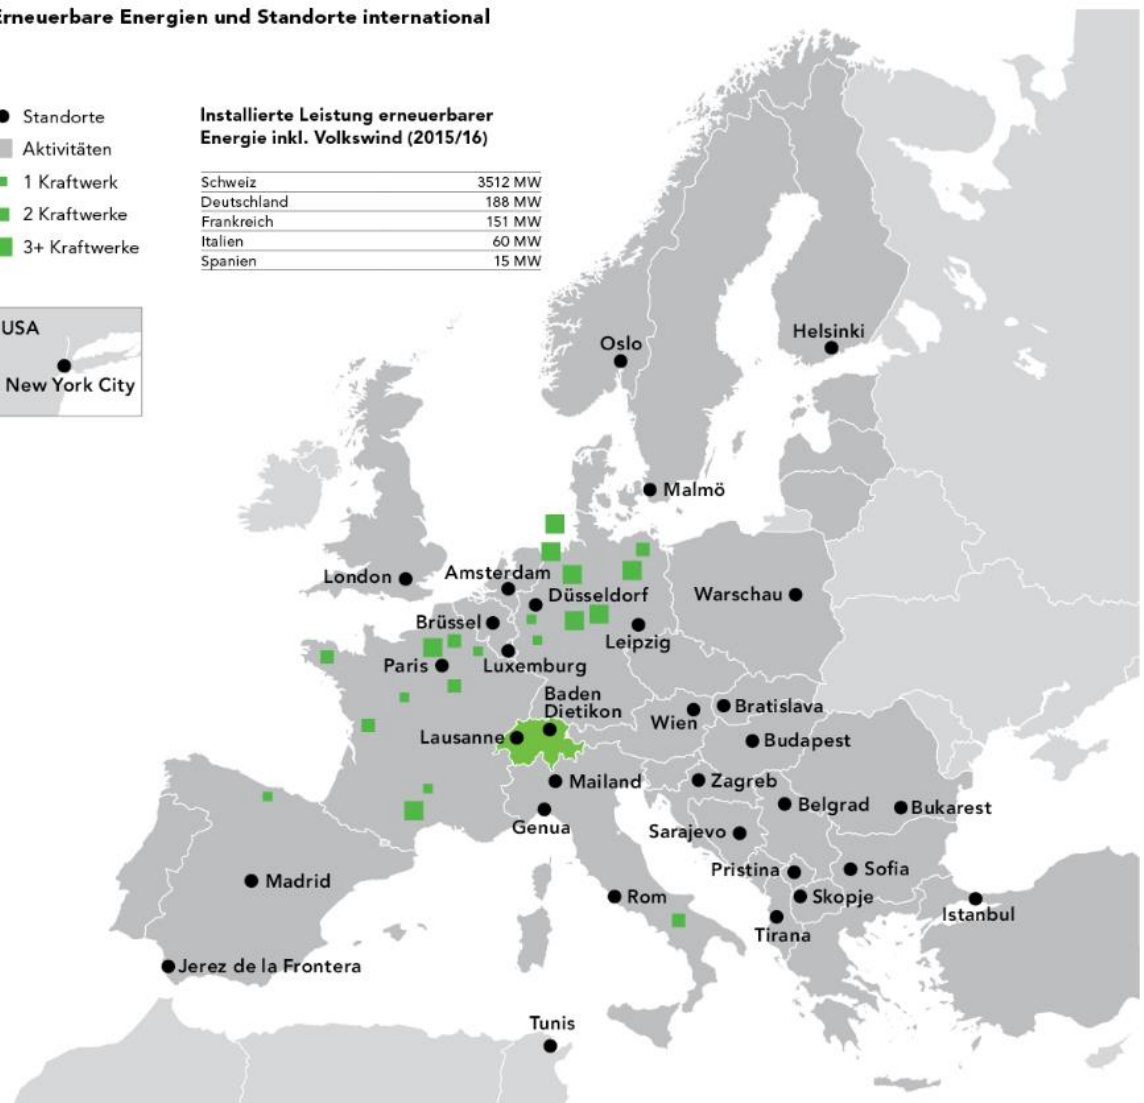 Erneuerbare Energien und Standorte international
Standorte
Aktivitäten
1 Kraftwerk
2 Kraftwerke
3+ Kraftwerke
Installierte Leistung erneuerbarer
Energie inkl. Volkswind (2015/16)
Schweiz 3512 MW
Deutschland 188 MW
Frankreich 151 MW
Italien 60 MW
Spanien 15 MW
USA
New York City
Oslo
Helsinki
Malmö
London
Amsterdam
Düsseldorf
Warschau
Brüssel
Leipzig
Paris
Luxemburg
Baden
Dietikon
Wien
Bratislava
Lausanne
Budapest
Mailand
Zagreb
Genua
Belgrad
Bukarest
Sarajevo
Pristina
Sofia
Madrid
Rom
Skopje
Istanbul
Tirana
Jerez de la Frontera
Tunis